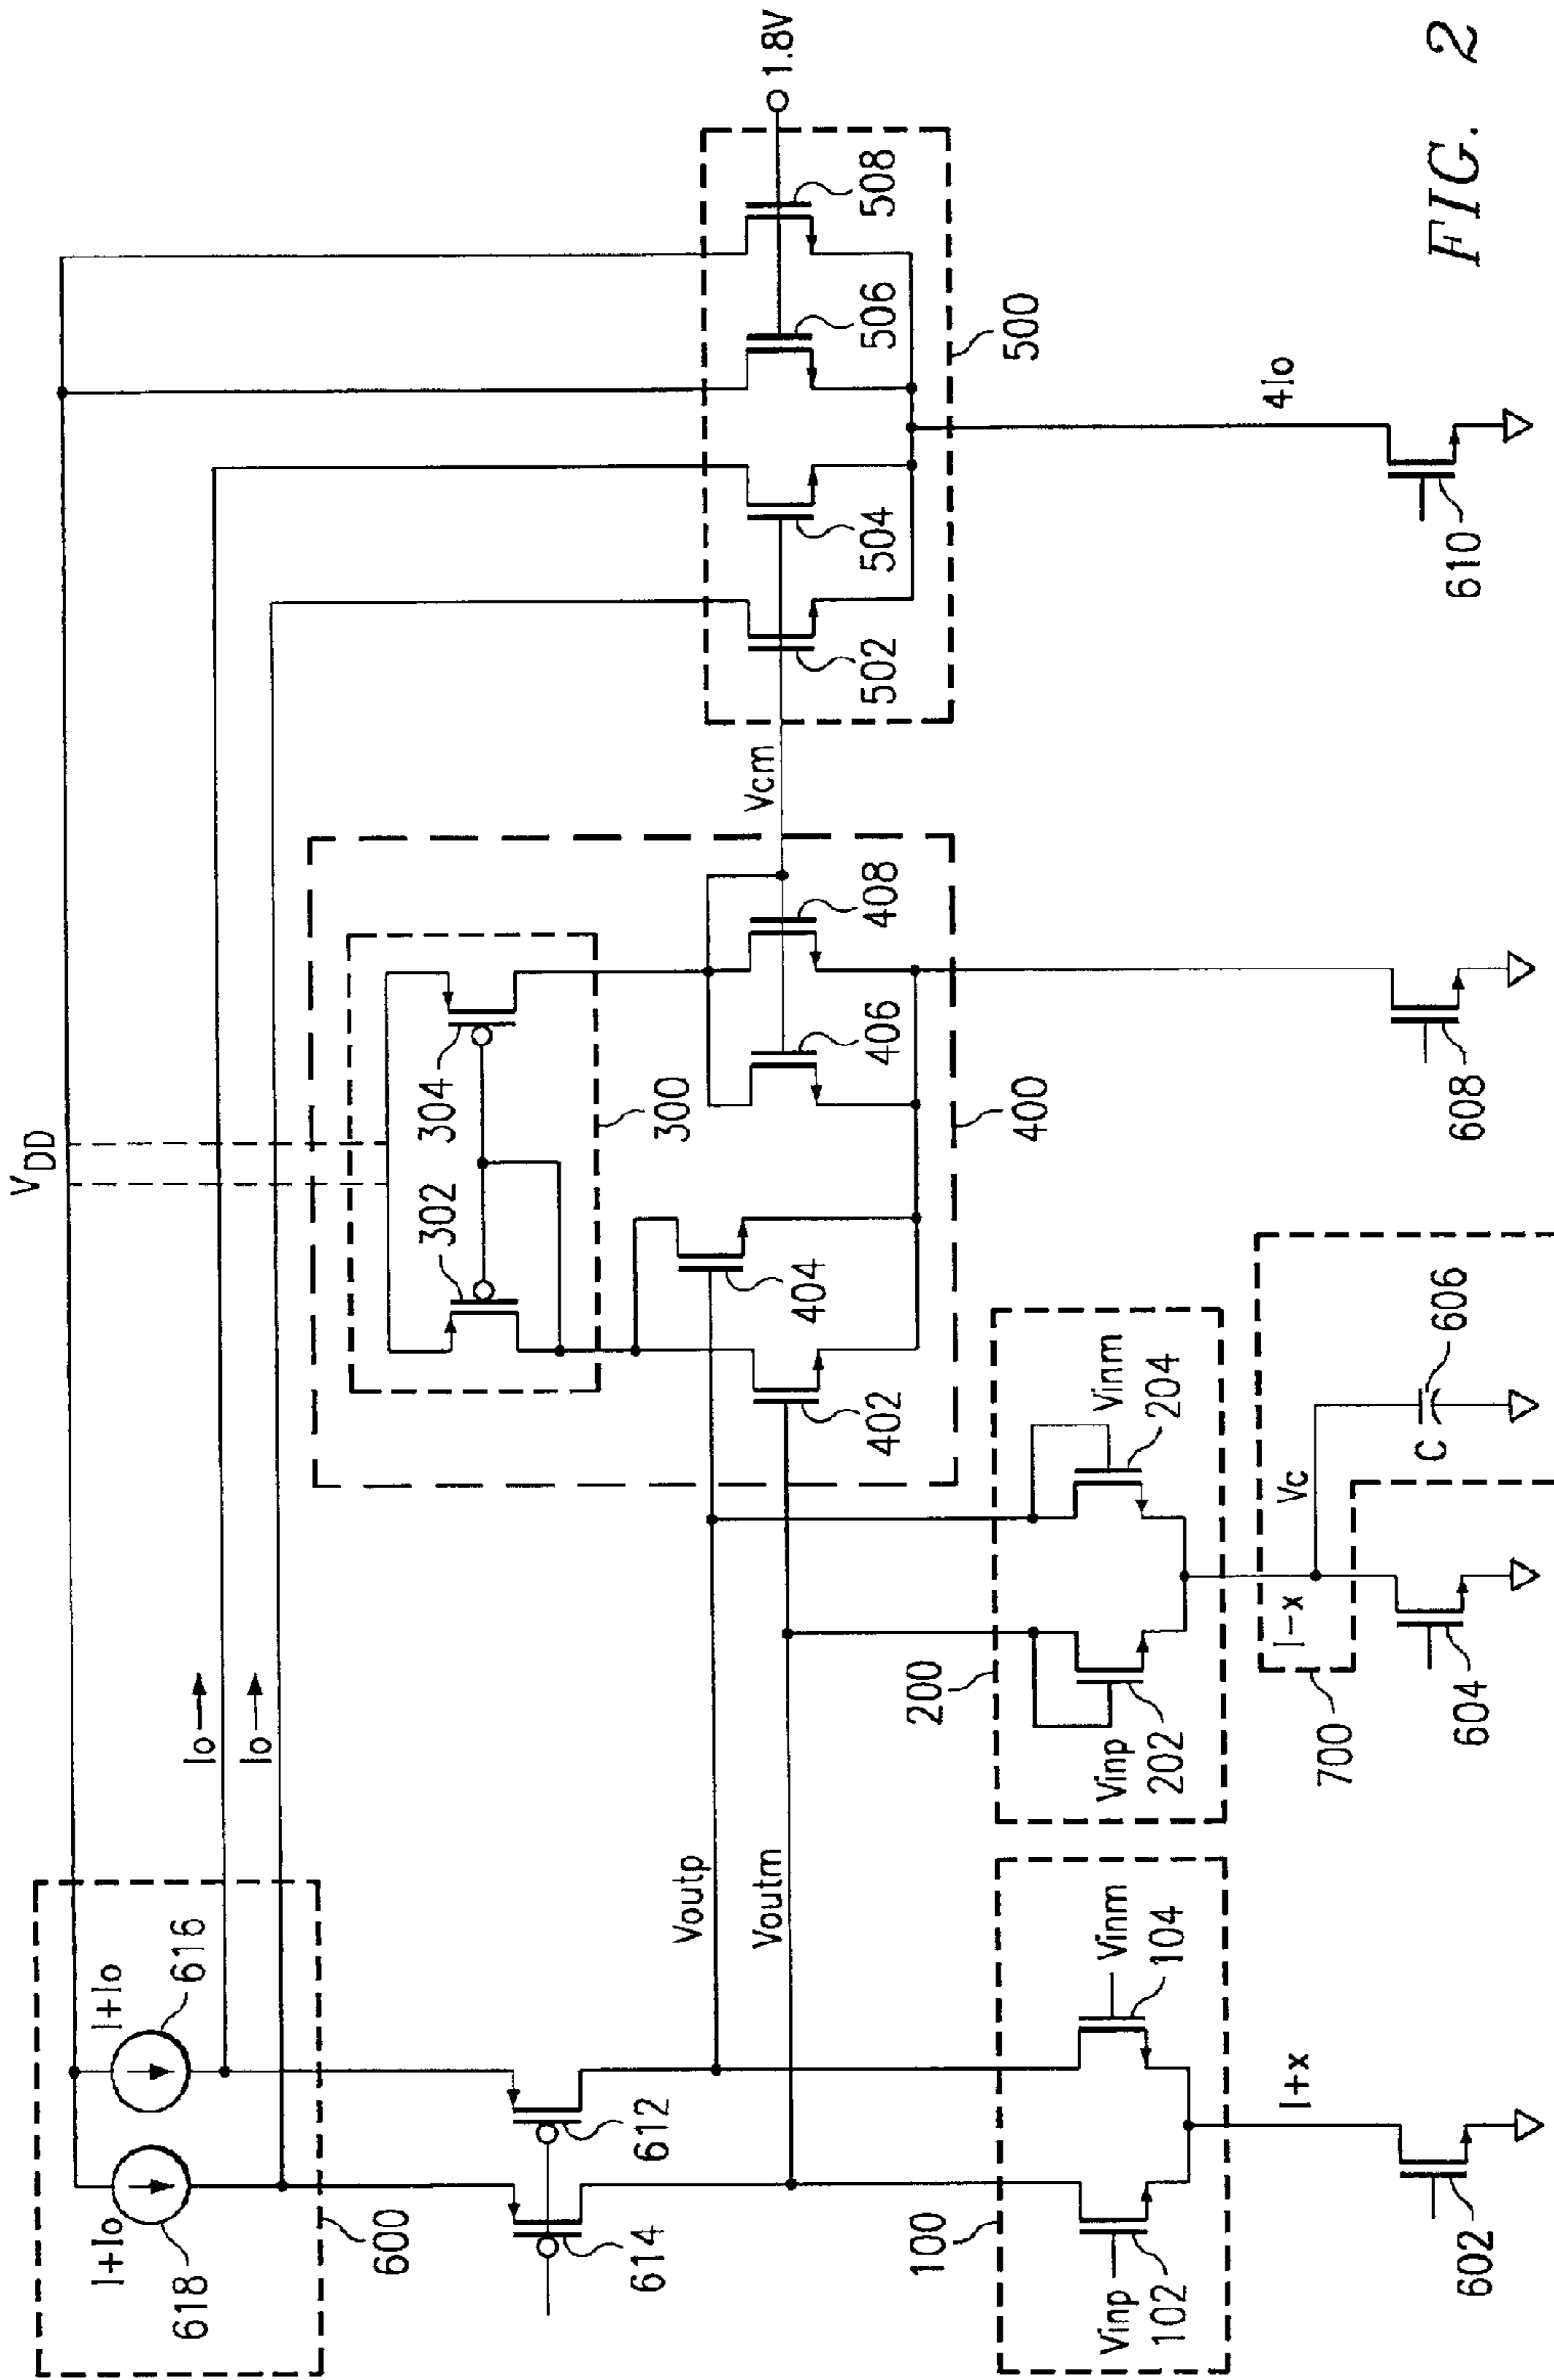 VDD
I+Io
I+Io
618
616
600
Io
Io
614
612
Voutp
Voutm
302
304
300
Vcm
1.8V
402
404
406
408
400
502
504
506
508
500
100
Vinp
102
Vinm
104
200
Vinp
202
Vinm
204
I+x
I-x
Vc
C
606
700
4Io
602
604
608
610
FIG. 2